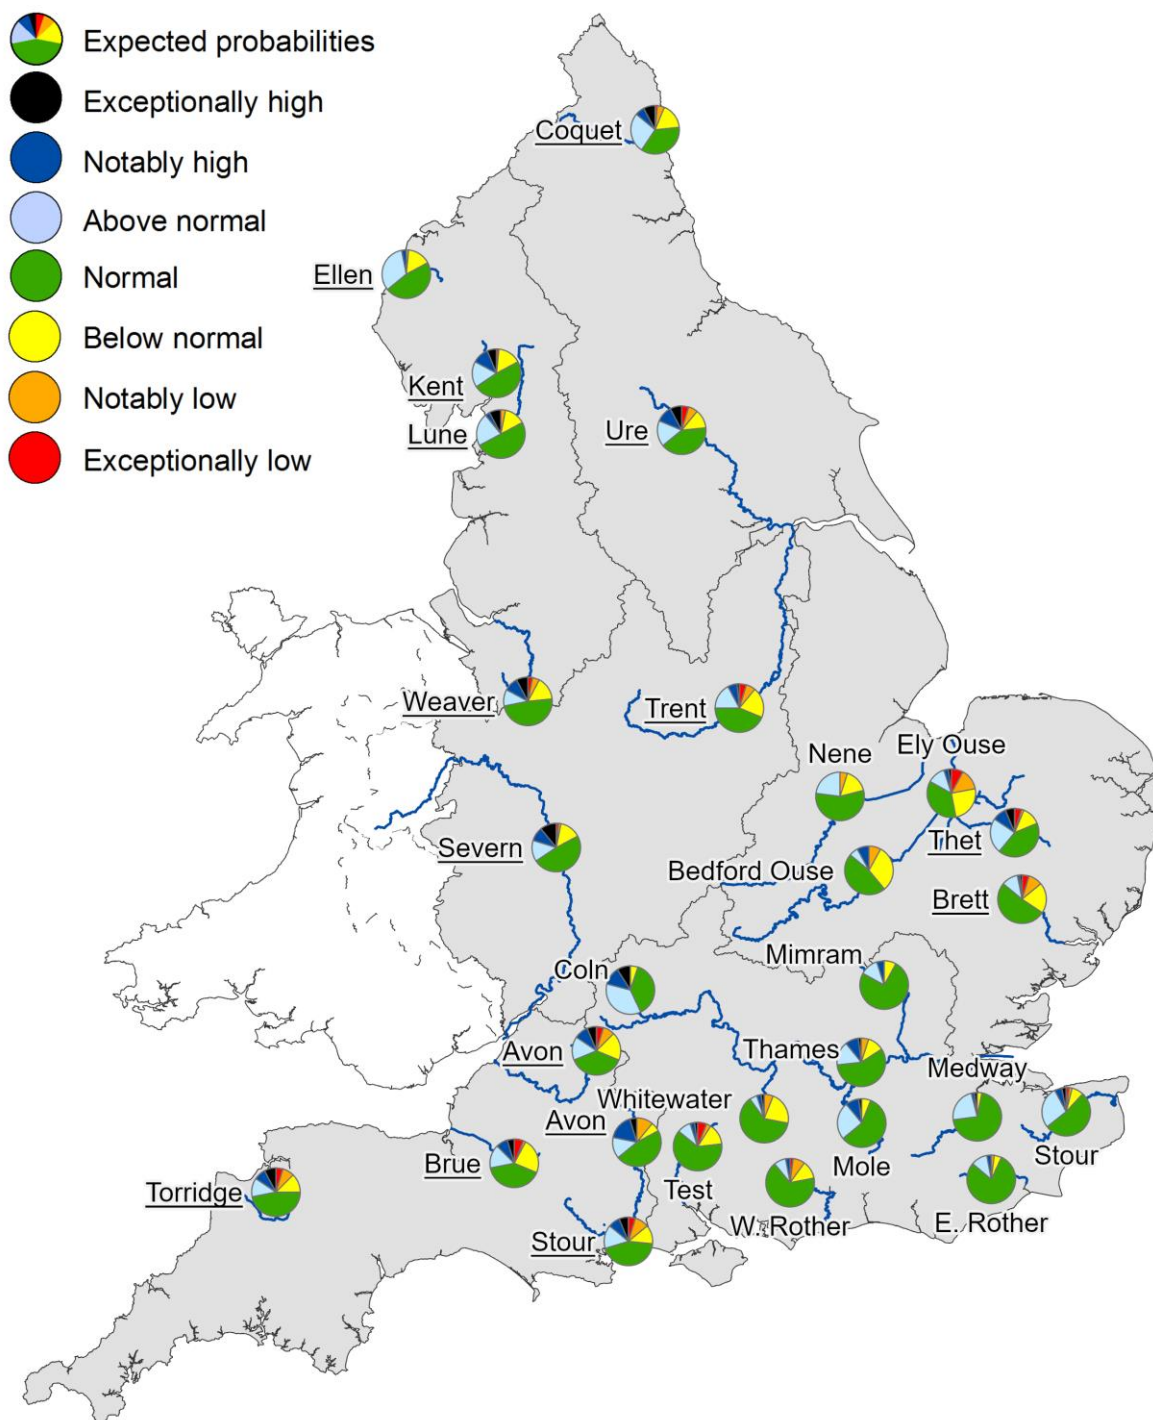 Expected probabilities
Exceptionally high
Notably high
Above normal
Normal
Below normal
Notably low
Exceptionally low
Coquet
Ellen
Kent
Lune
Ure
Weaver
Trent
Nene
Ely Ouse
Thet
Severn
Bedford Ouse
Brett
Mimram
Coln
Avon
Thames
Medway
Whitewater
Avon
Brue
Mole
Stour
Torridge
Test
W. Rother
E. Rother
Stour